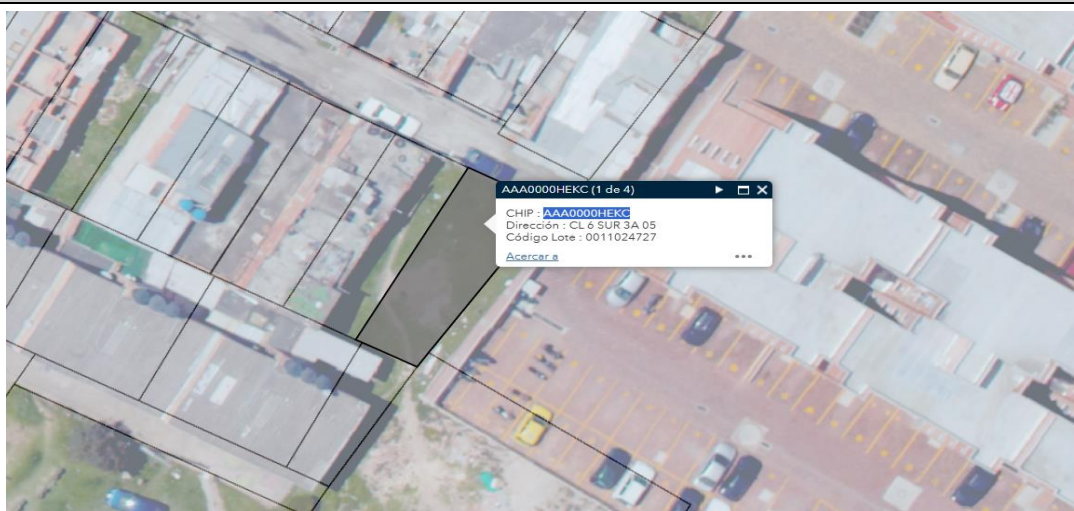 AAA0000HEKC (1 de 4)
CHIP : AAA0000HEKC
Dirección : CL 6 SUR 3A 05
Código Lote : 0011024727
Acercar a